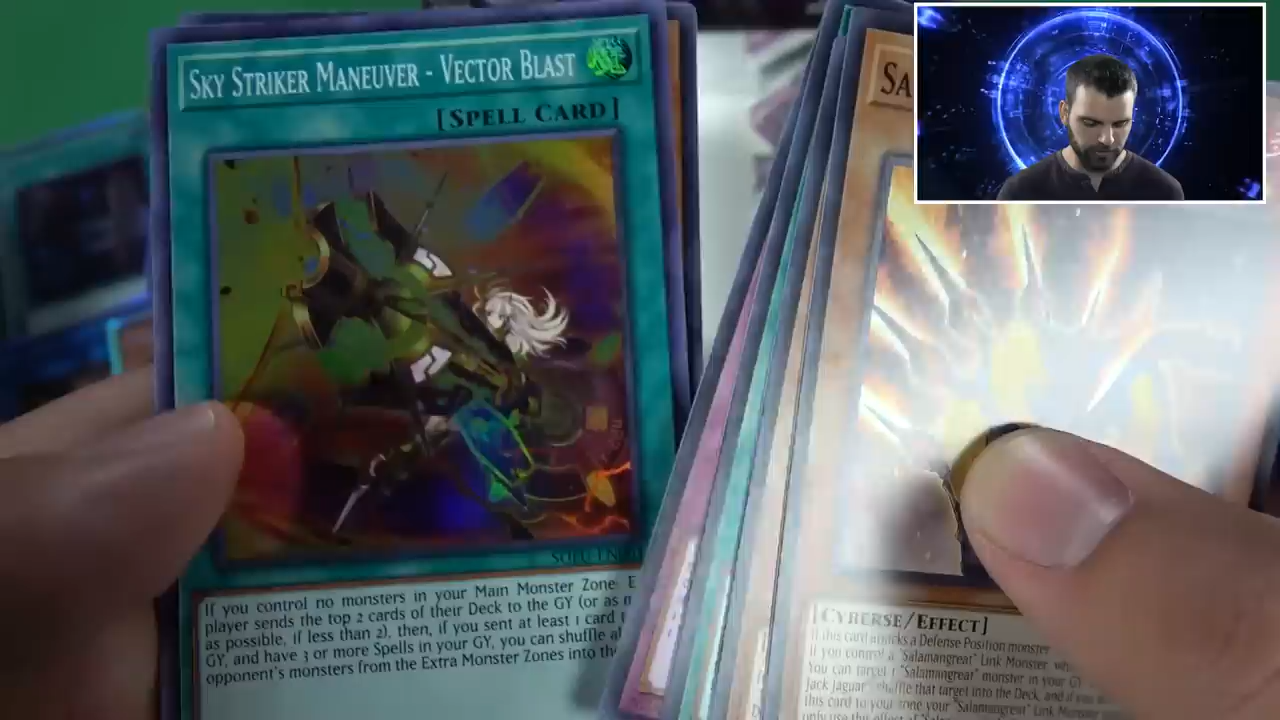 SKY STRIKER MANEUVER - VECTOR BLAST
[SPELL CARD]
If you control no monsters in your Main Monster Zone: E
player sends the top 2 cards of their Deck to the GY (or as m
as possible, if less than 2), then, if you sent at least 1 card t
GY, and have 3 or more Spells in your GY, you can shuffle al
opponent's monsters from the Extra Monster Zones into the
SA
[CYBERSE/EFFECT]
If this card attacks a Defense Position monster
If you control a "Salamangreat" Link Monster
You can target 1 "Salamangreat" monster in your GY
Jack Jaguar" shuffle that target into the Deck, and if you
this card to your zone your "Salamangreat" Link Monster
only use this effect of